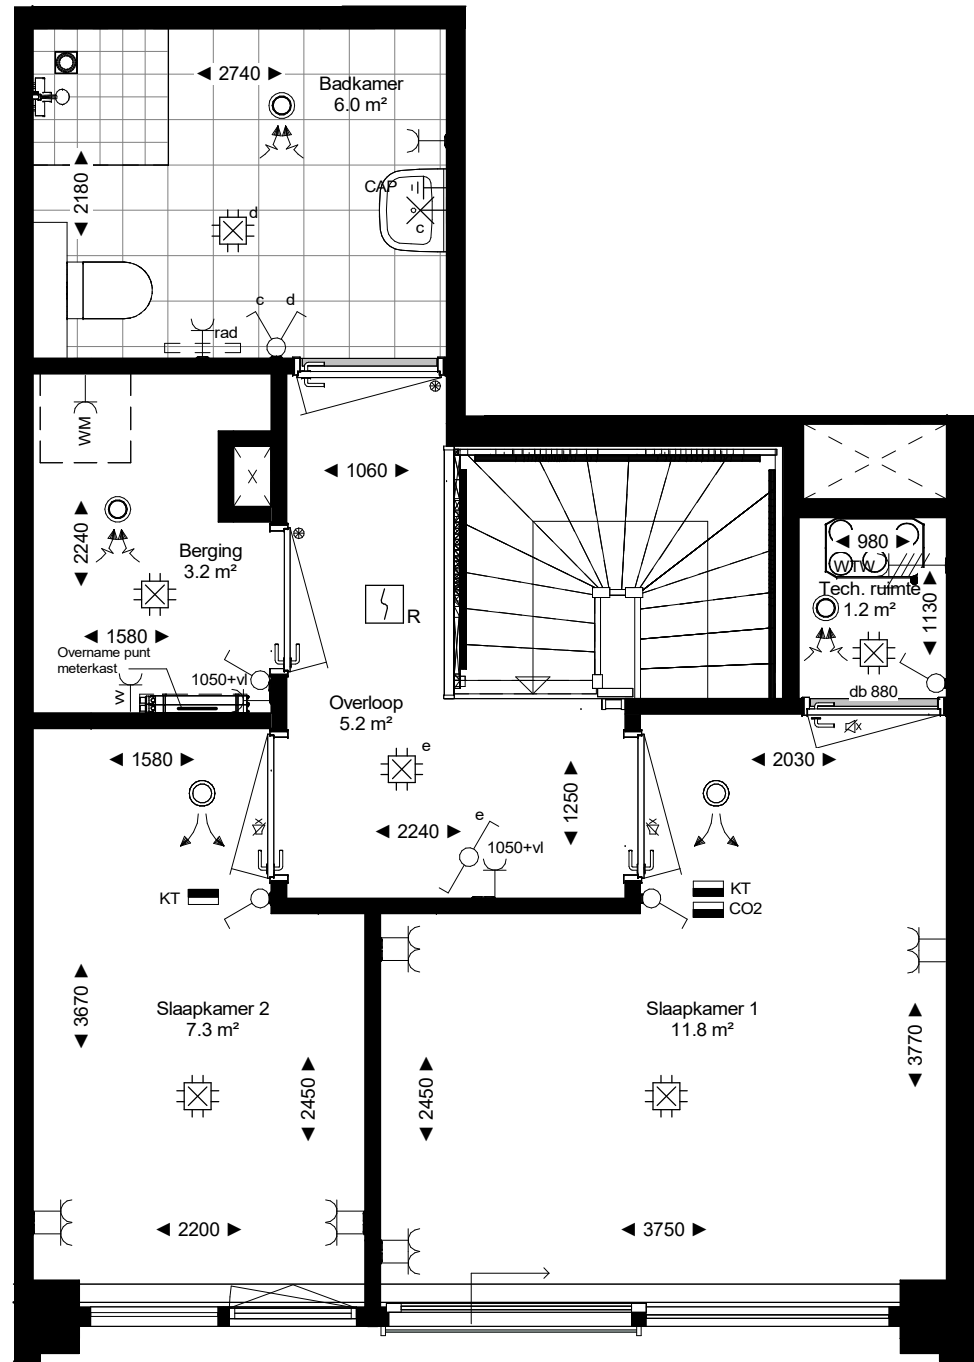 2740
Badkamer
6.0 m²
2180
CAP
c
d
c d
rad
WM
1060
2240
Berging
3.2 m²
980
WTW
Tech. ruimte
1.2 m²
1130
R
1580
Overname punt
meterkast
1050+vl
W
db 880
Overloop
5.2 m²
1580
e
2030
1250
2240
e
1050+vl
KT
KT
CO2
3670
Slaapkamer 2
7.3 m²
Slaapkamer 1
11.8 m²
3770
2450
2450
2200
3750